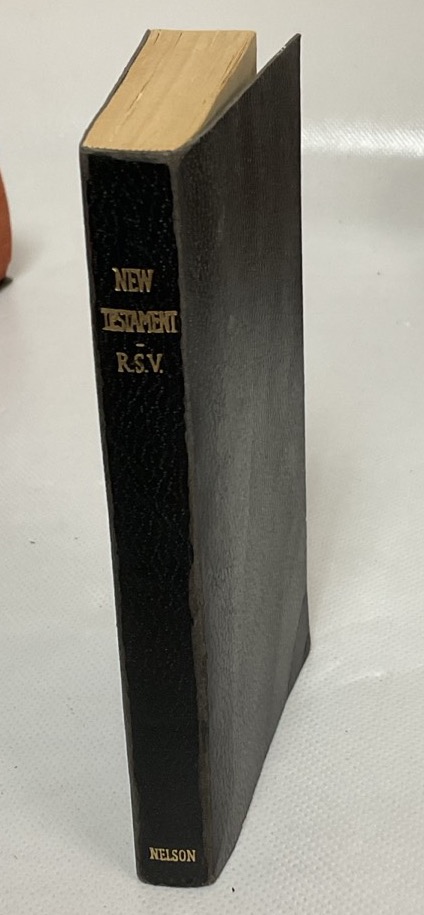 NEW
TESTAMENT
-
R.S.V.
NELSON